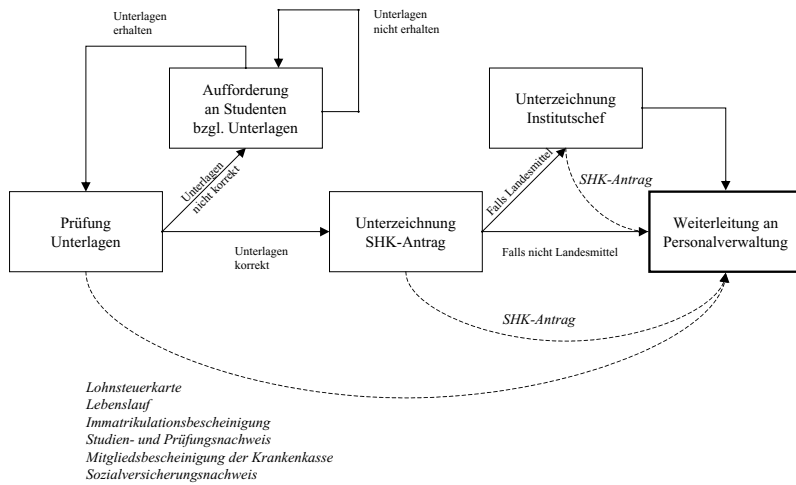 Unterlagen
erhalten
Unterlagen
nicht erhalten
Aufforderung
an Studenten
bzgl. Unterlagen
Unterzeichnung
Institutschef
Unterlagen
nicht korrekt
Falls Landesmittel
SHK-Antrag
Prüfung
Unterlagen
Unterzeichnung
SHK-Antrag
Weiterleitung an
Personalverwaltung
Unterlagen
korrekt
Falls nicht Landesmittel
SHK-Antrag
Lohnsteuerkarte
Lebenslauf
Immatrikulationsbescheinigung
Studien- und Prüfungsnachweis
Mitgliedsbescheinigung der Krankenkasse
Sozialversicherungsnachweis